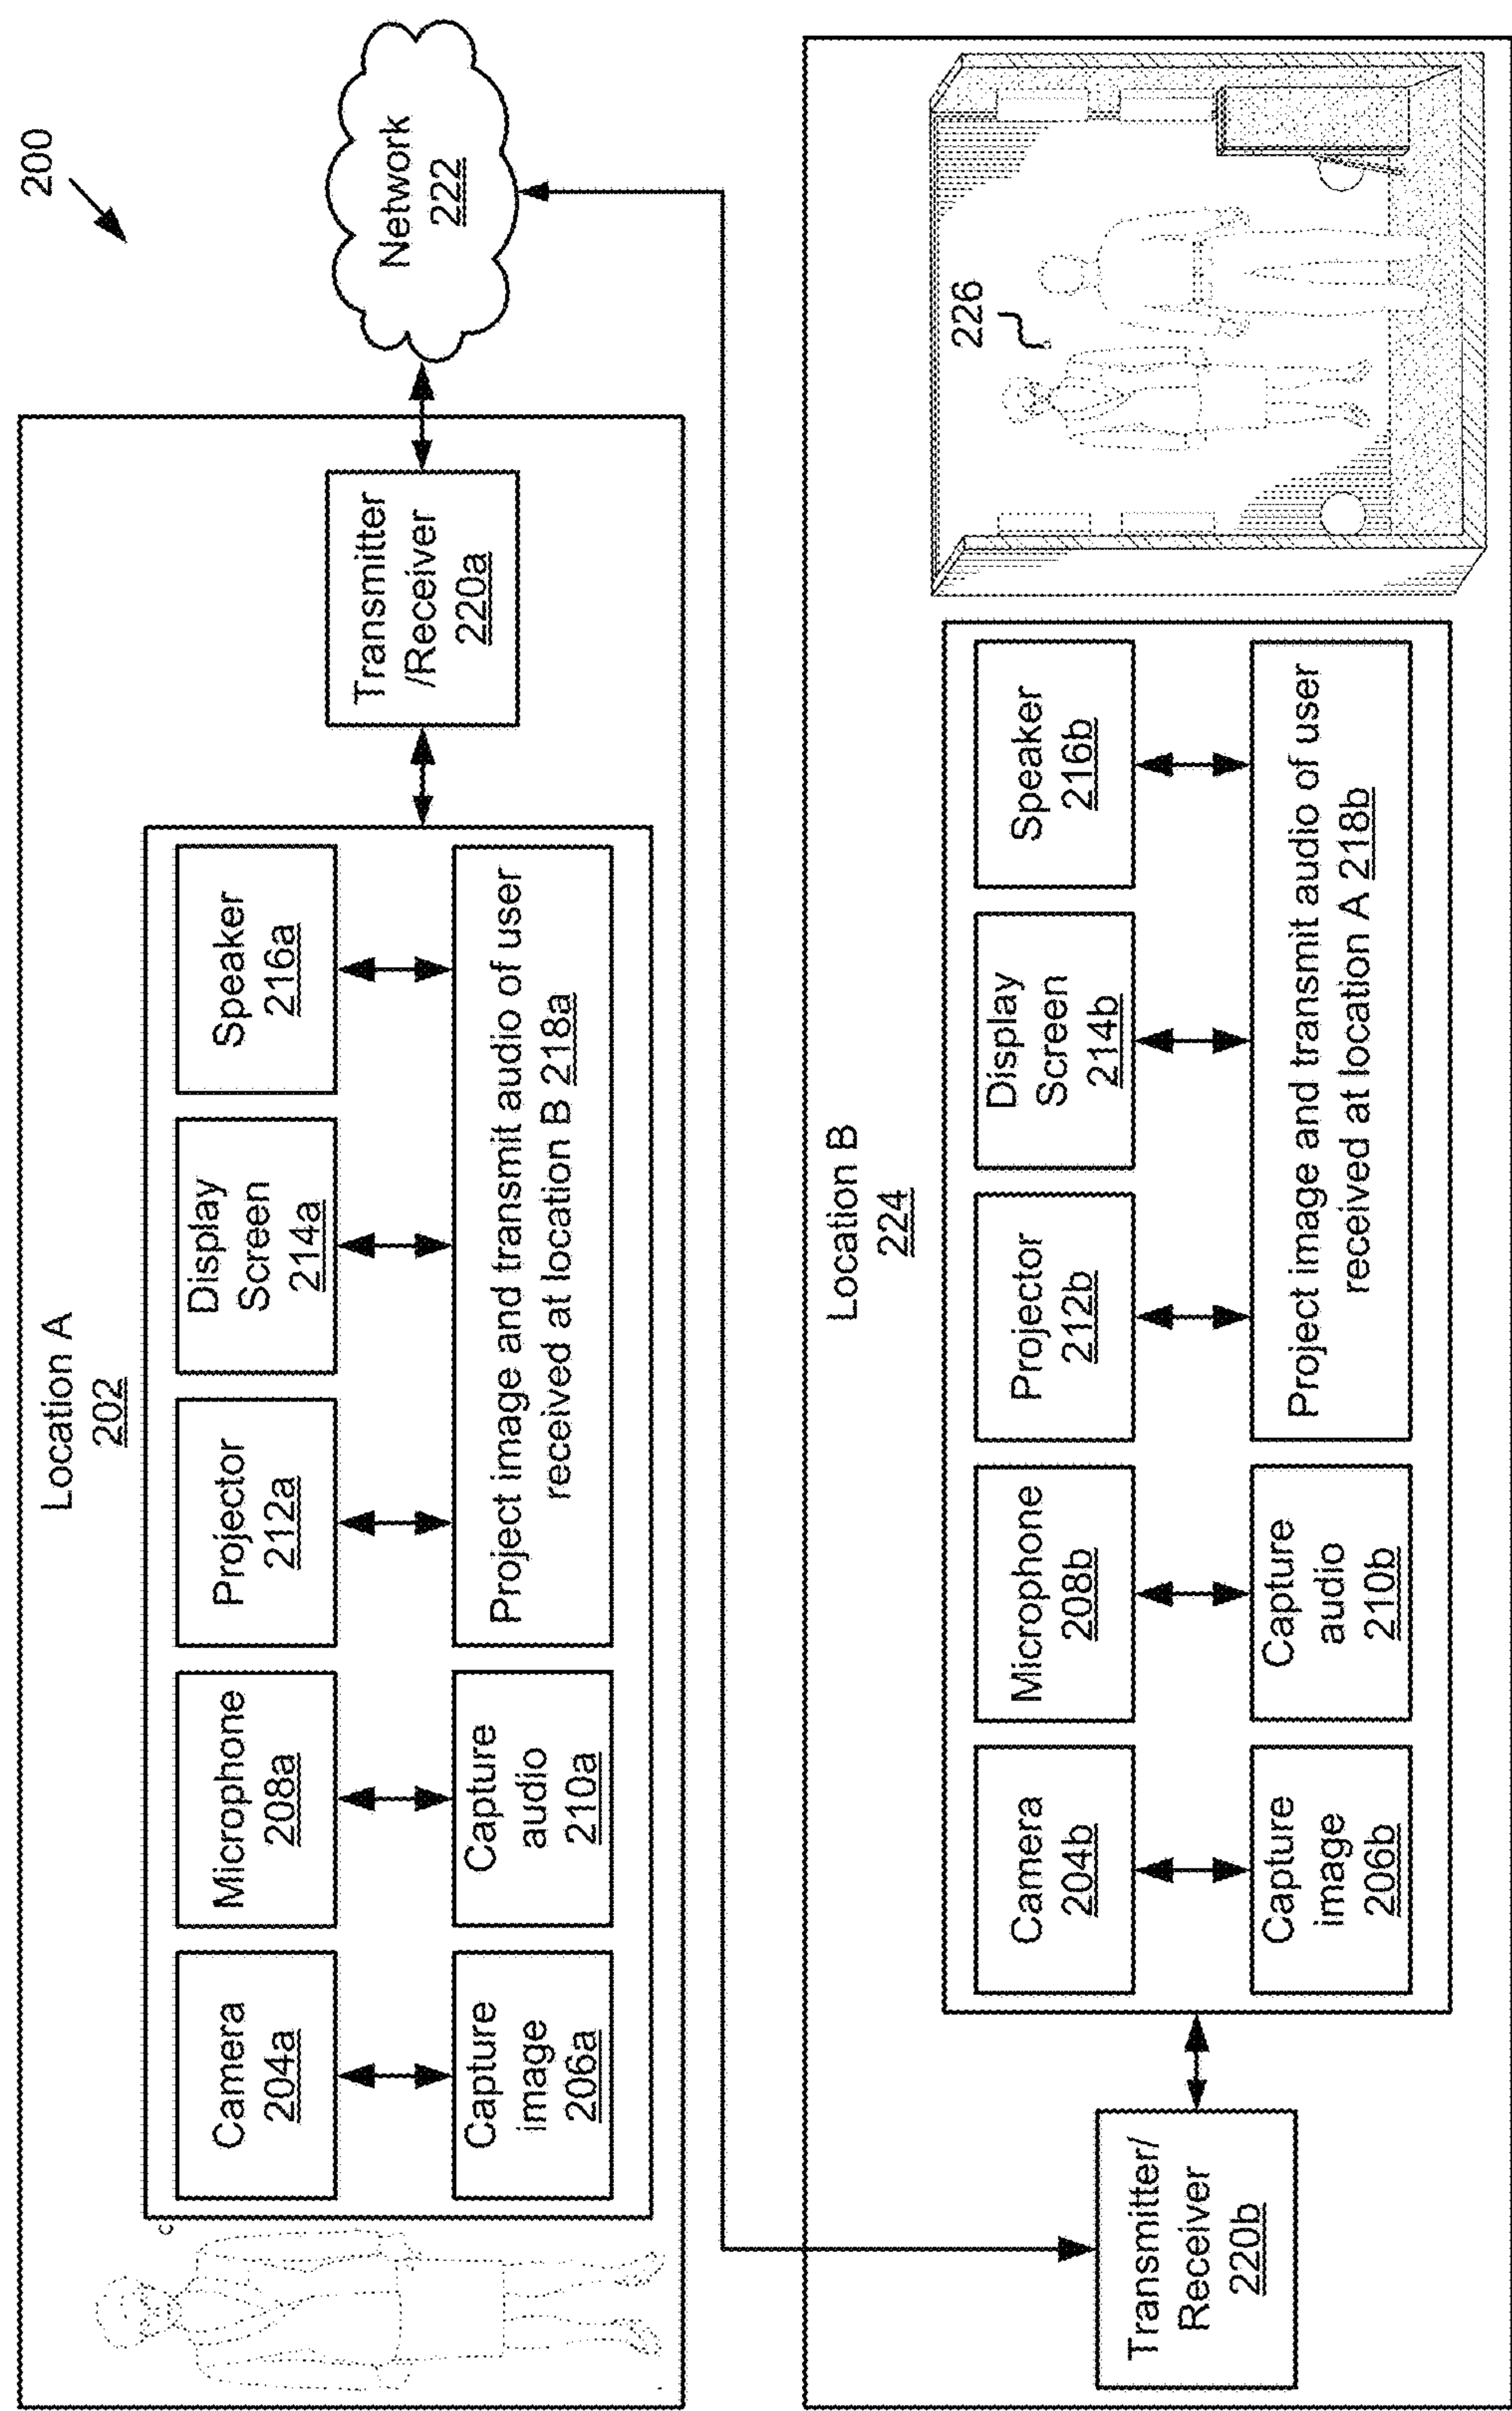 200
Location A
202
Camera
204a
Microphone
208a
Projector
212a
Display
Screen
214a
Speaker
216a
Capture
image
206a
Capture
audio
210a
Project image and transmit audio of user
received at location B 218a
Transmitter
/Receiver
220a
Network
222
Location B
224
Transmitter/
Receiver
220b
Camera
204b
Microphone
208b
Projector
212b
Display
Screen
214b
Speaker
216b
Capture
image
206b
Capture
audio
210b
Project image and transmit audio of user
received at location A 218b
226